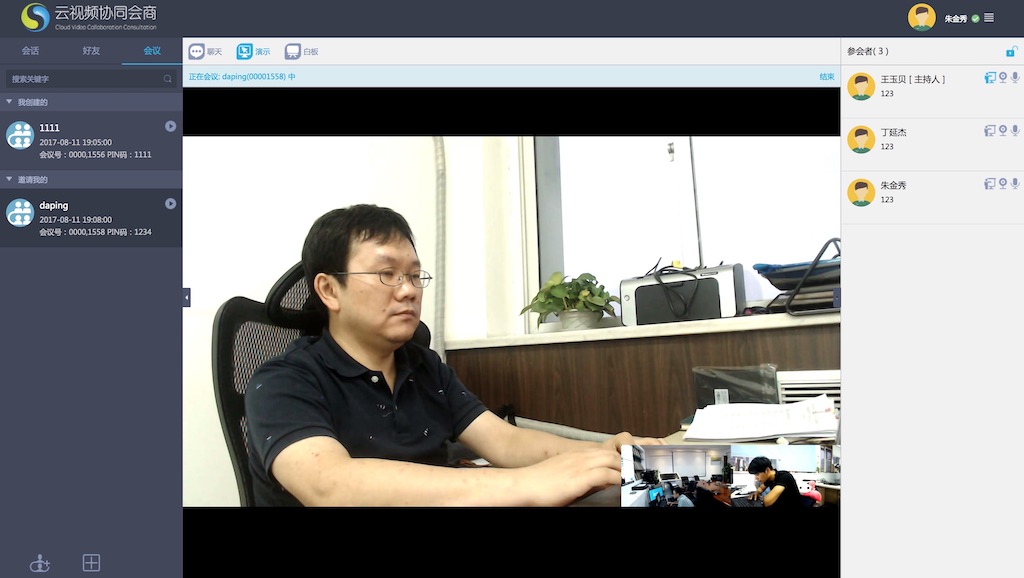 云视频协同会商
Cloud Video Collaboration Consultation
朱金秀
会话 好友 会议
搜索关键字
我创建的
1111
2017-08-11 19:05:00
会议号：0000,1556 PIN码：1111
邀请我的
daping
2017-08-11 19:08:00
会议号：0000,1558 PIN码：1234
聊天 演示 白板
正在会议: daping(00001558) 中 结束
参会者( 3 )
王玉贝 [ 主持人 ]
123
丁延杰
123
朱金秀
123